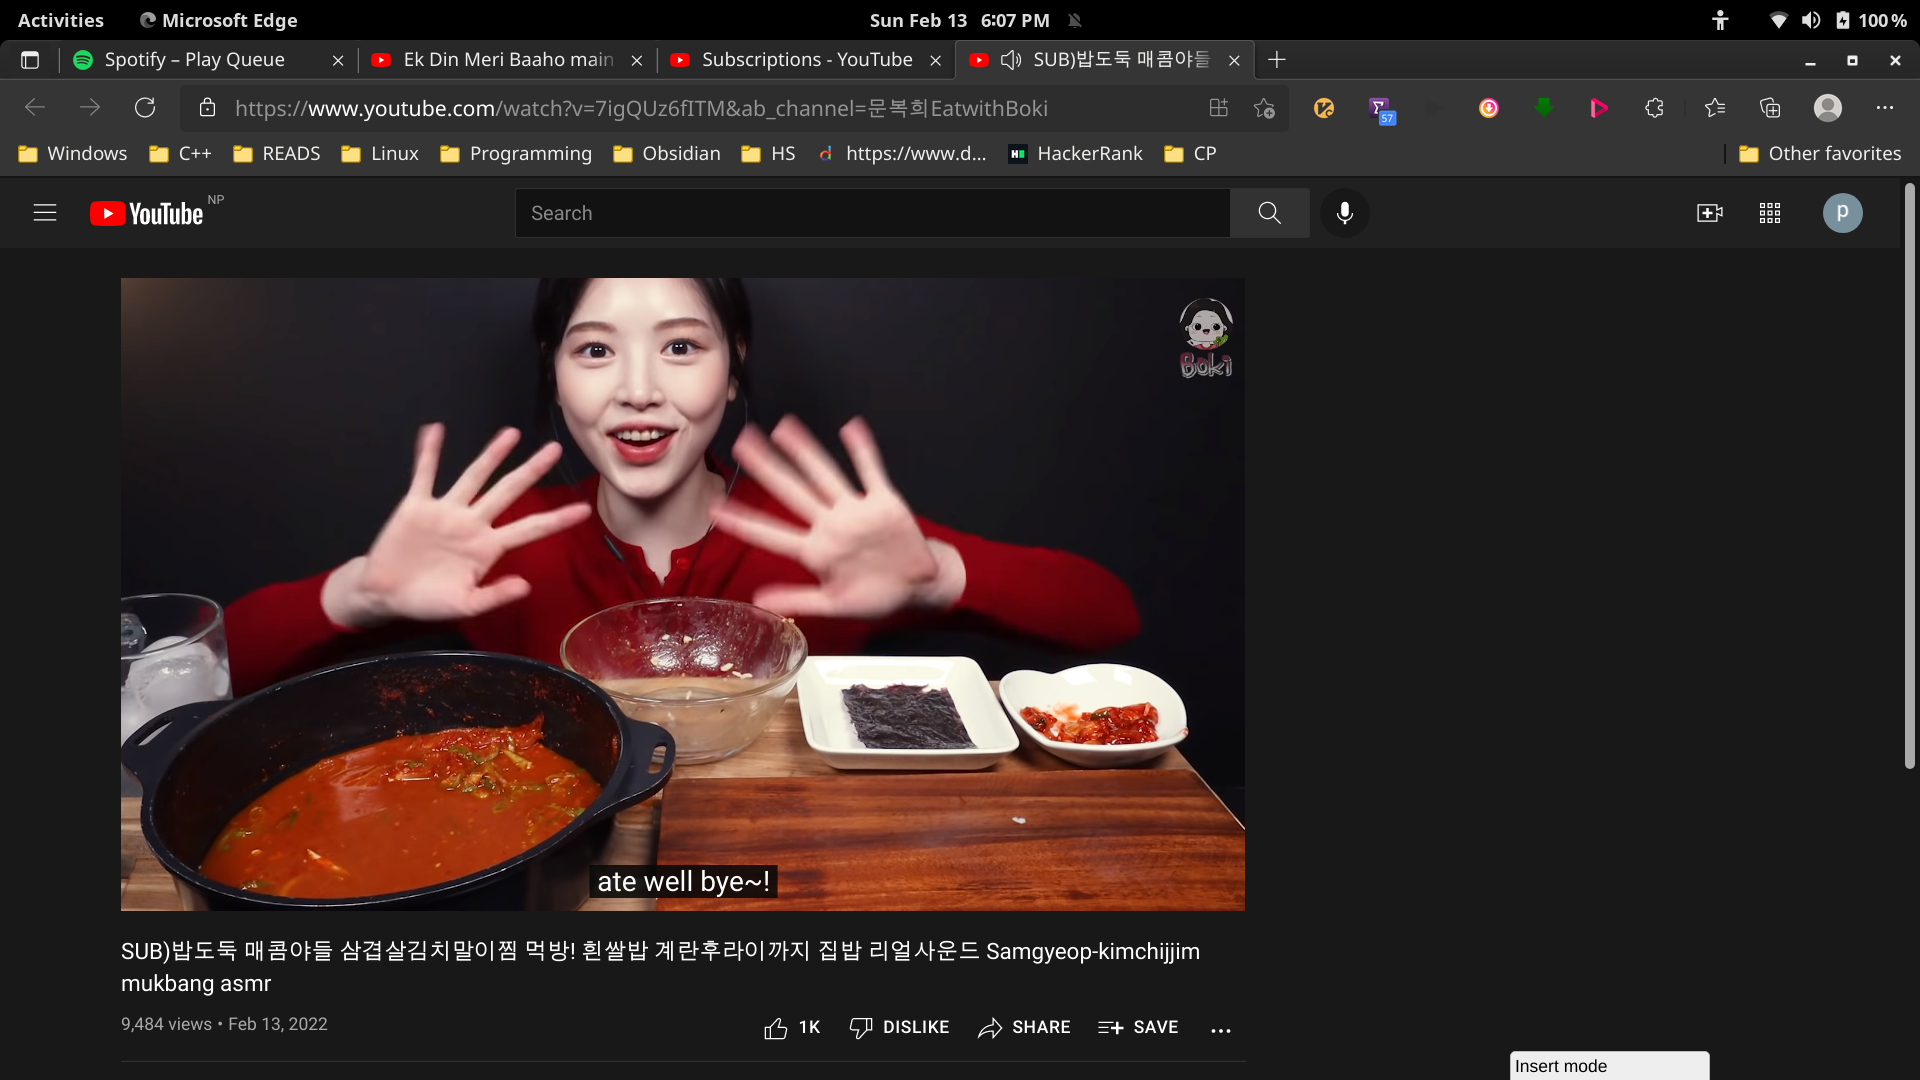 Activities
Microsoft Edge
Sun Feb 13 6:07 PM
100 %
Spotify – Play Queue
Ek Din Meri Baaho main
Subscriptions - YouTube
SUB)밥도둑 매콤야들
https://www.youtube.com/watch?v=7igQUz6fITM&ab_channel=문복희EatwithBoki
57
Windows
C++
READS
Linux
Programming
Obsidian
HS
https://www.d...
HackerRank
CP
Other favorites
YouTube NP
Search
p
Boki
ate well bye~!
SUB)밥도둑 매콤야들 삼겹살김치말이찜 먹방! 흰쌀밥 계란후라이까지 집밥 리얼사운드 Samgyeop-kimchijjim
mukbang asmr
9,484 views • Feb 13, 2022
1K
DISLIKE
SHARE
SAVE
Insert mode